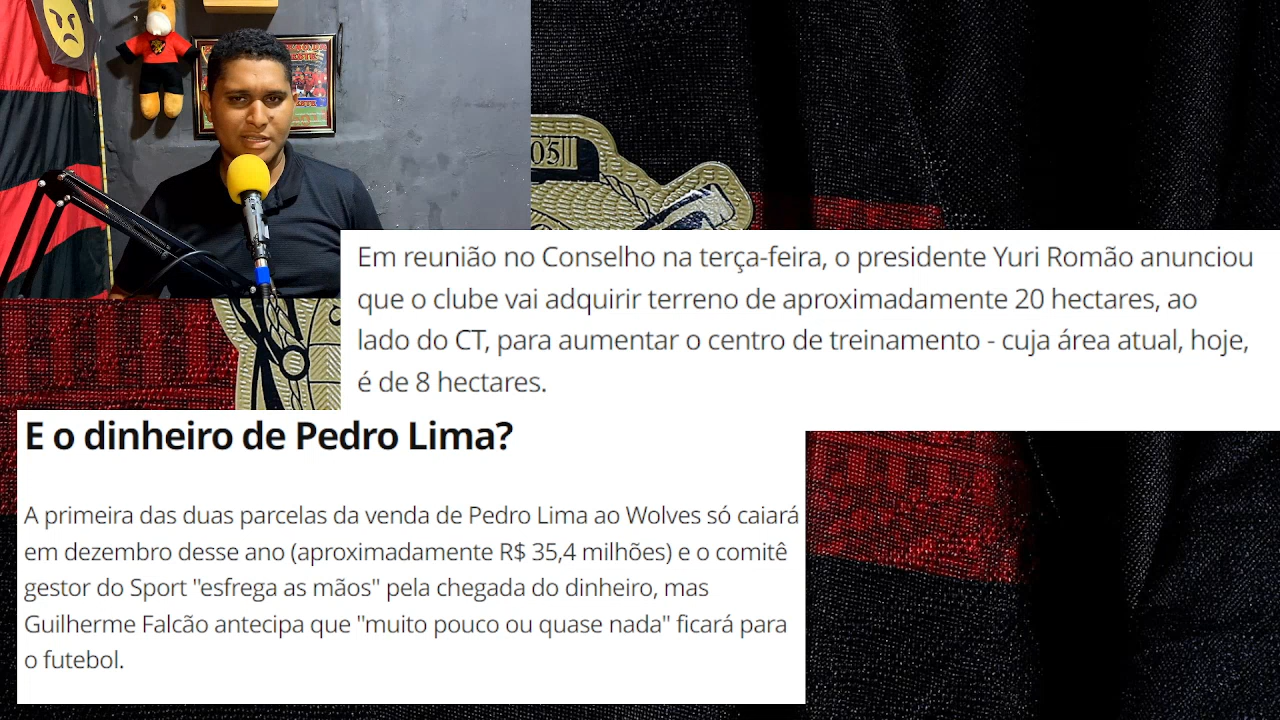 05
Em reunião no Conselho na terça-feira, o presidente Yuri Romão anunciou
que o clube vai adquirir terreno de aproximadamente 20 hectares, ao
lado do CT, para aumentar o centro de treinamento - cuja área atual, hoje,
é de 8 hectares.
E o dinheiro de Pedro Lima?
A primeira das duas parcelas da venda de Pedro Lima ao Wolves só caiará
em dezembro desse ano (aproximadamente R$ 35,4 milhões) e o comitê
gestor do Sport "esfrega as mãos" pela chegada do dinheiro, mas
Guilherme Falcão antecipa que "muito pouco ou quase nada" ficará para
o futebol.